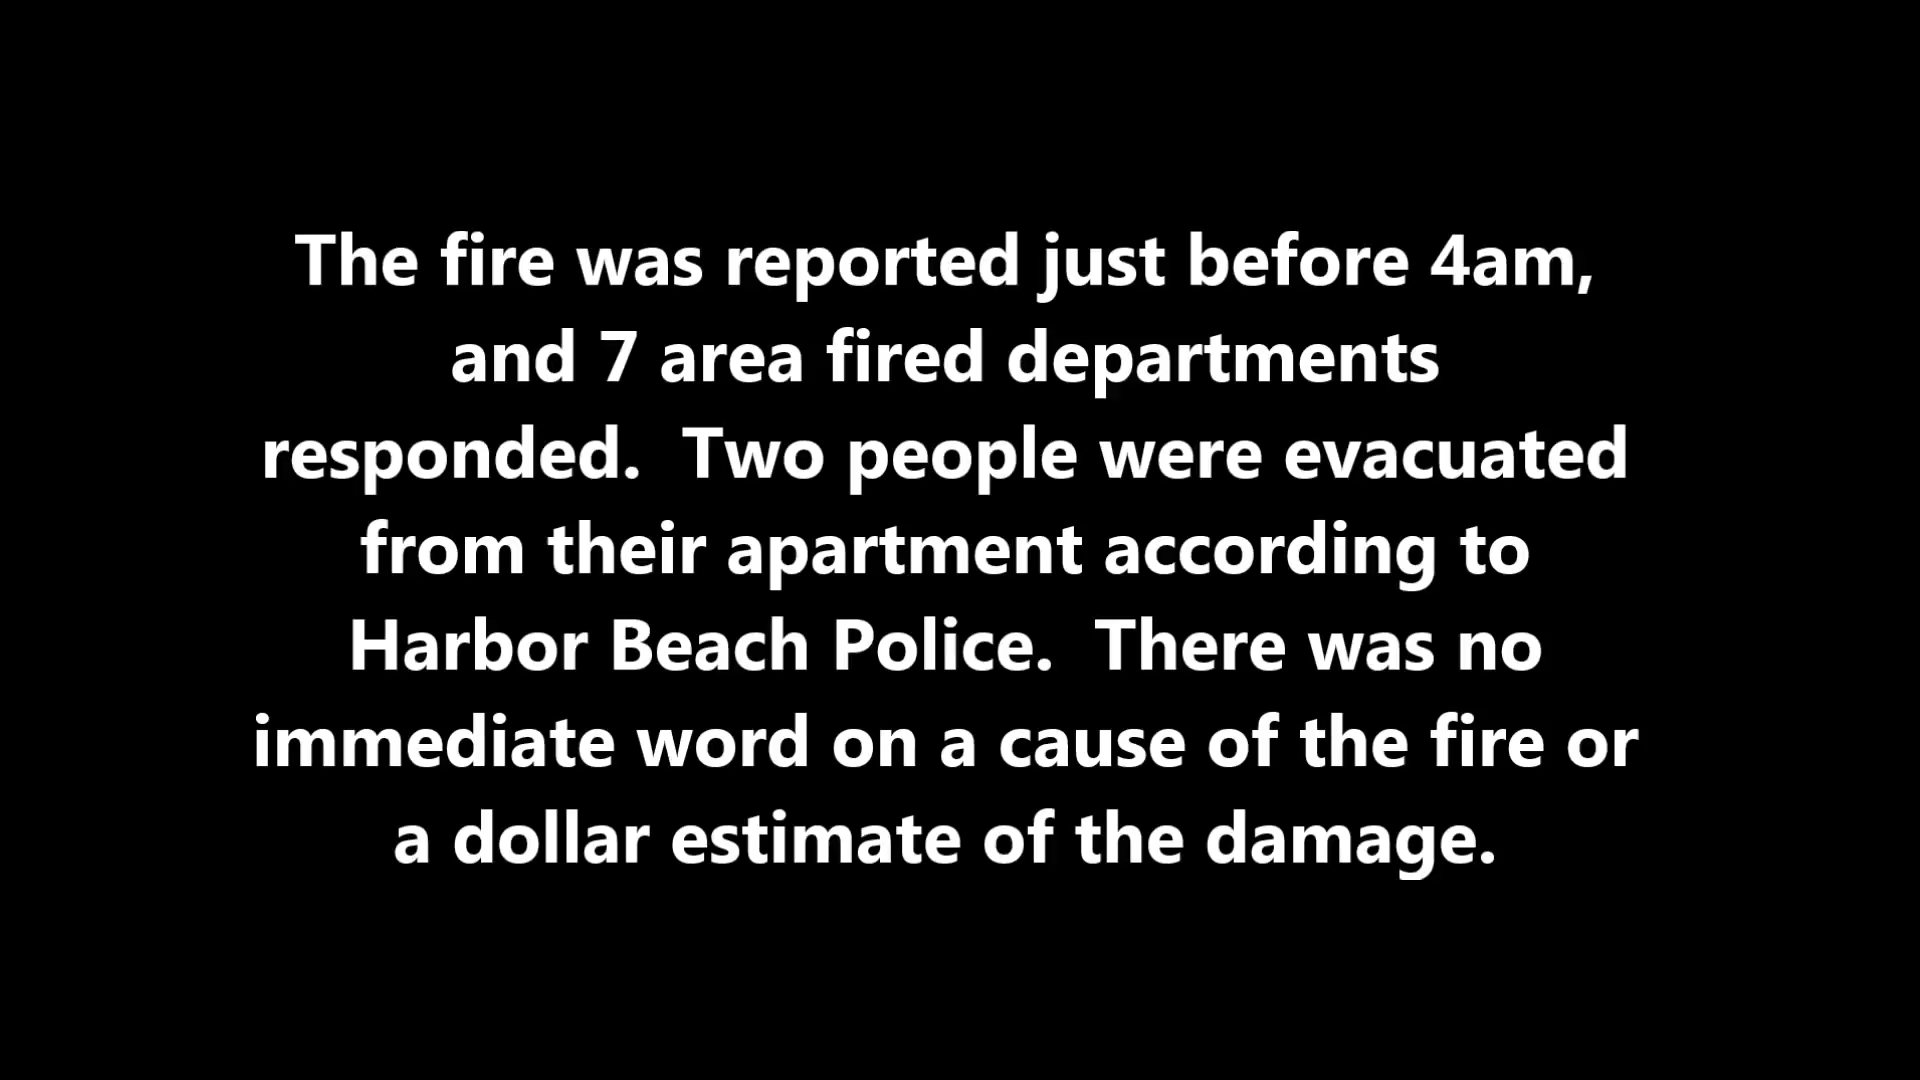 The fire was reported just before 4am,
and 7 area fired departments
responded.  Two people were evacuated
from their apartment according to
Harbor Beach Police.  There was no
immediate word on a cause of the fire or
a dollar estimate of the damage.